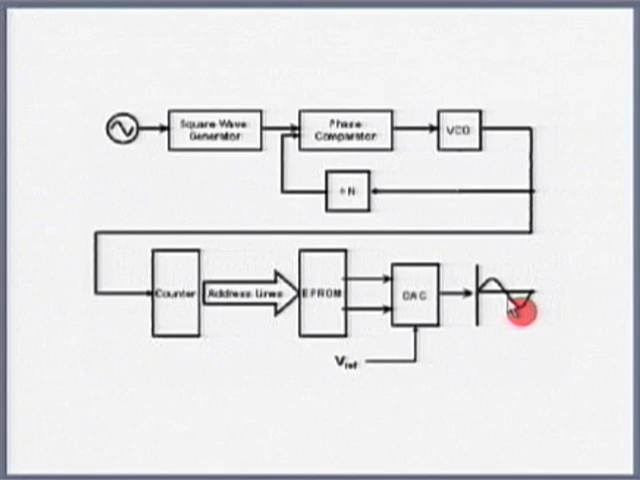 Square Wave
Generator
Phase
Comparator
VCO
÷N
Counter
Address Lines
EPROM
DAC
Vref